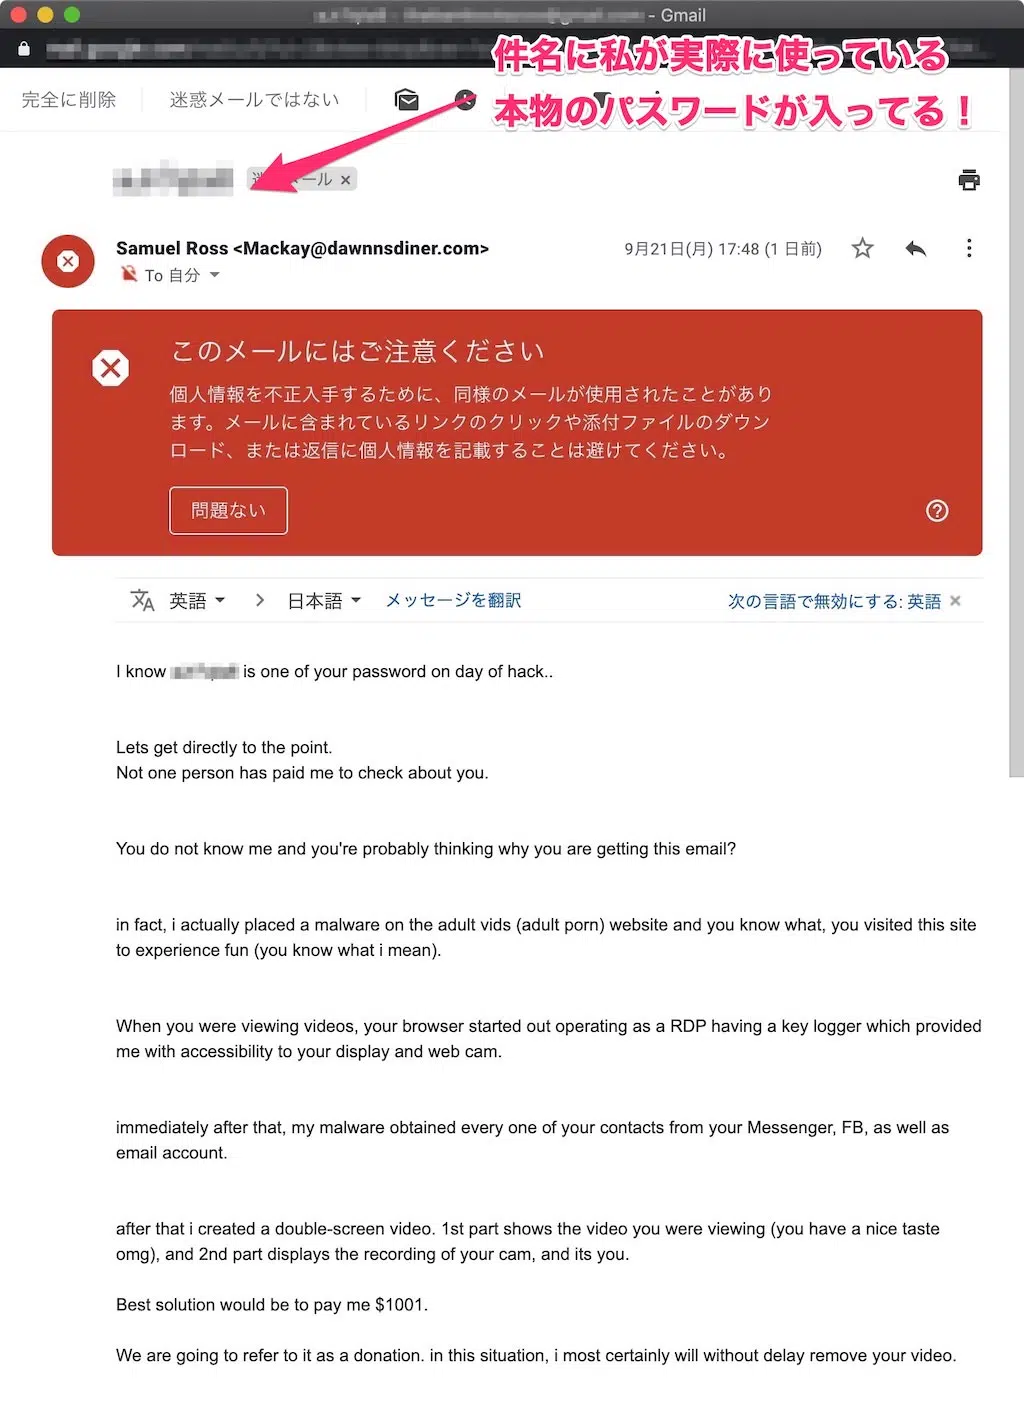 - Gmail
件名に私が実際に使っている
本物のパスワードが入ってる！
完全に削除
迷惑メールではない
ール ×
Samuel Ross <Mackay@dawnnsdiner.com>
9月21日(月) 17:48 (1 日前)
To 自分
このメールにはご注意ください
個人情報を不正入手するために、同様のメールが使用されたことがあり
ます。メールに含まれているリンクのクリックや添付ファイルのダウン
ロード、または返信に個人情報を記載することは避けてください。
問題ない
英語 > 日本語 メッセージを翻訳
次の言語で無効にする: 英語 ×
I know is one of your password on day of hack..
Lets get directly to the point.
Not one person has paid me to check about you.
You do not know me and you're probably thinking why you are getting this email?
in fact, i actually placed a malware on the adult vids (adult porn) website and you know what, you visited this site
to experience fun (you know what i mean).
When you were viewing videos, your browser started out operating as a RDP having a key logger which provided
me with accessibility to your display and web cam.
immediately after that, my malware obtained every one of your contacts from your Messenger, FB, as well as
email account.
after that i created a double-screen video. 1st part shows the video you were viewing (you have a nice taste
omg), and 2nd part displays the recording of your cam, and its you.
Best solution would be to pay me $1001.
We are going to refer to it as a donation. in this situation, i most certainly will without delay remove your video.